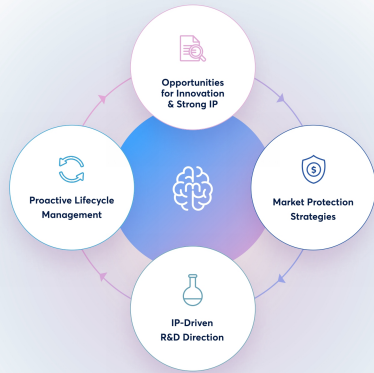 Opportunities
for Innovation
& Strong IP
Proactive Lifecycle
Management
$
Market Protection
Strategies
IP-Driven
R&D Direction